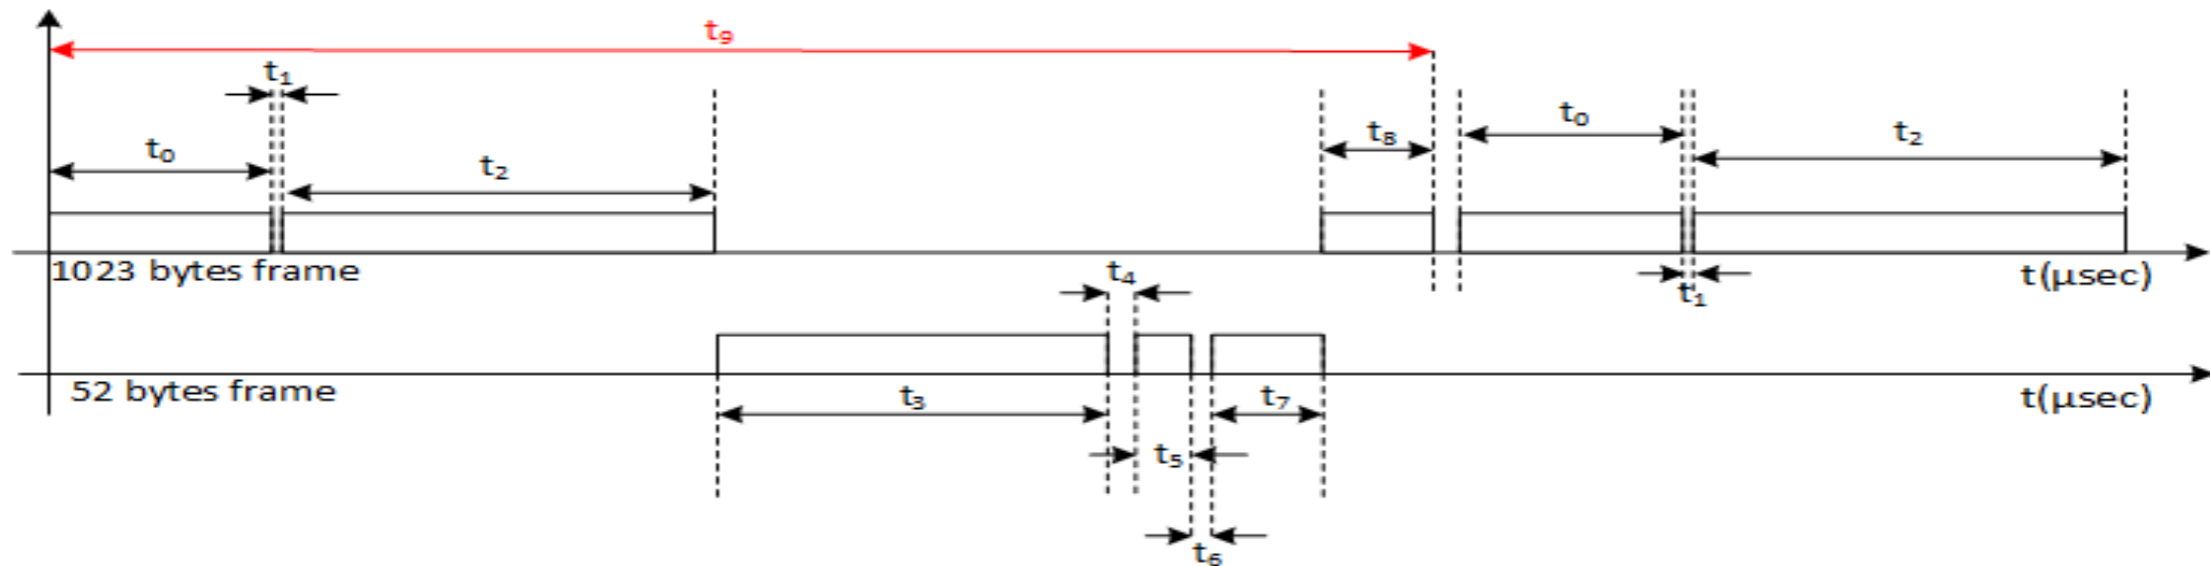 t₉
t₁
t₀
t₂
t₈
t₀
t₂
1023 bytes frame
t₄
t(µsec)
t₁
52 bytes frame
t₃
t₇
t(µsec)
t₅
t₆